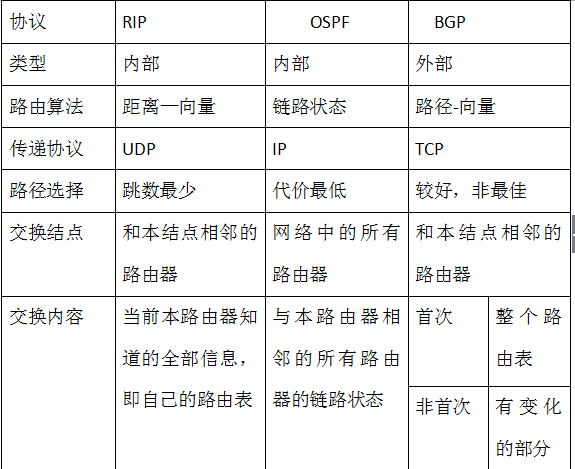 协议 RIP OSPF BGP
类型 内部 内部 外部
路由算法 距离—向量 链路状态 路径-向量
传递协议 UDP IP TCP
路径选择 跳数最少 代价最低 较好，非最佳
交换结点 和本结点相邻的 网络中的所有 和本结点相邻的
路由器 路由器 路由器
交换内容 当前本路由器知 与本路由器相 首次 整个路
道的全部信息， 邻的所有路由 由表
即自己的路由表 器的链路状态 非首次 有变化
的部分